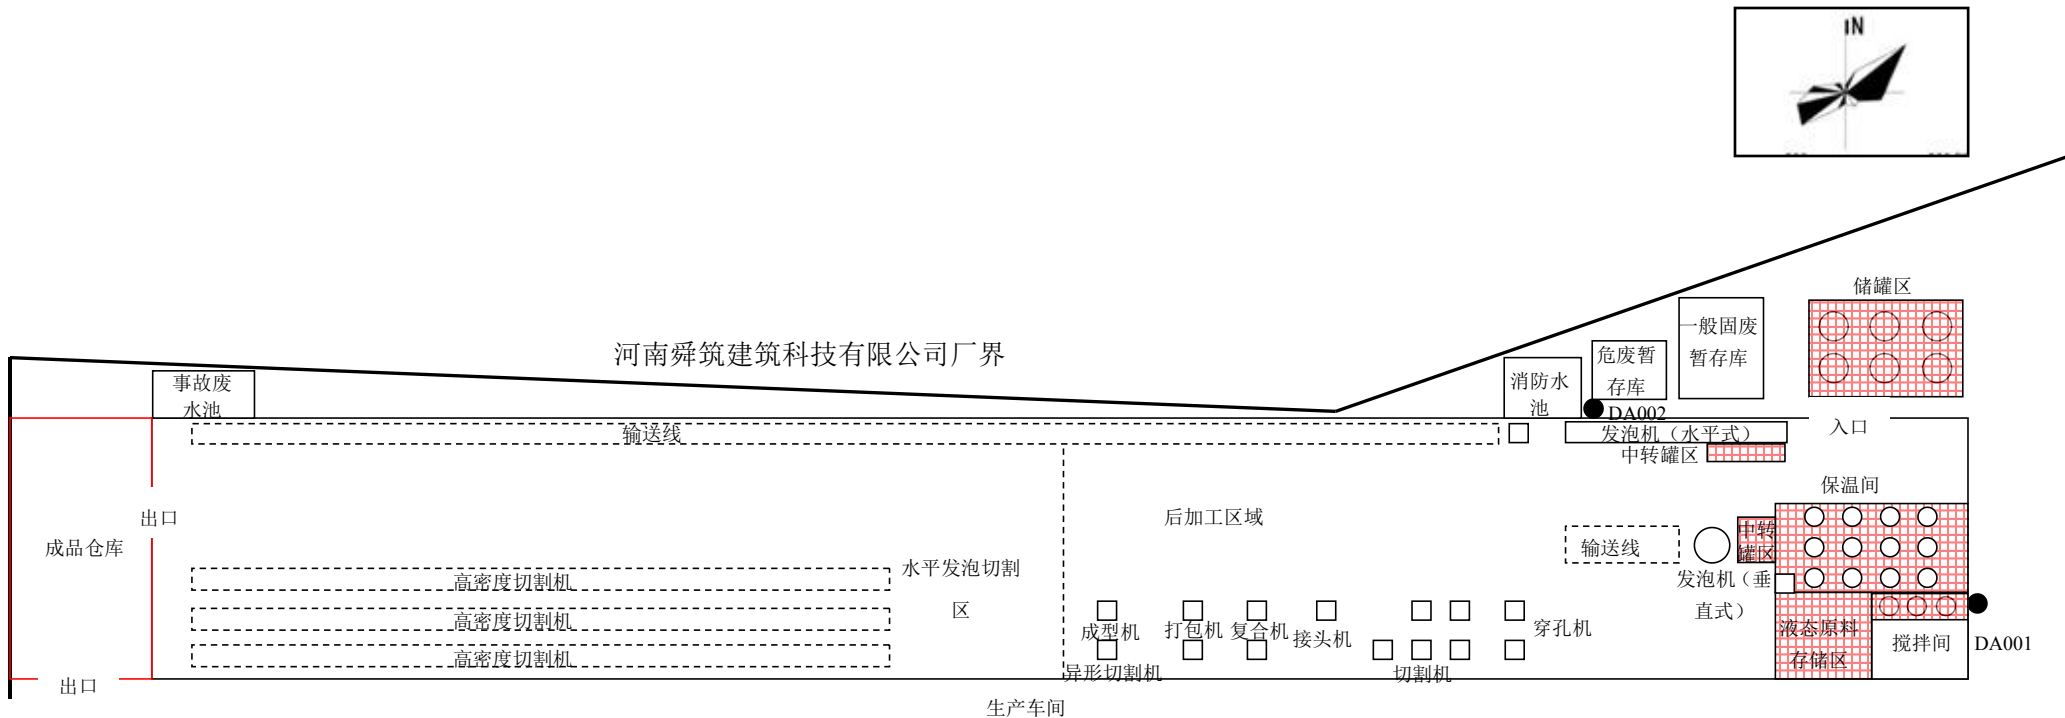 IN
储罐区
一般固废
暂存库
危废暂
存库
河南舜筑建筑科技有限公司厂界
消防水
池
事故废
水池
DA002
入口
输送线
发泡机（水平式）
中转罐区
保温间
出口
后加工区域
成品仓库
输送线
中转
罐区
水平发泡切割
区
高密度切割机
发泡机（垂
直式）
高密度切割机
成型机
打包机
复合机
接头机
穿孔机
液态原料
存储区
搅拌间
DA001
高密度切割机
异形切割机
切割机
出口
生产车间